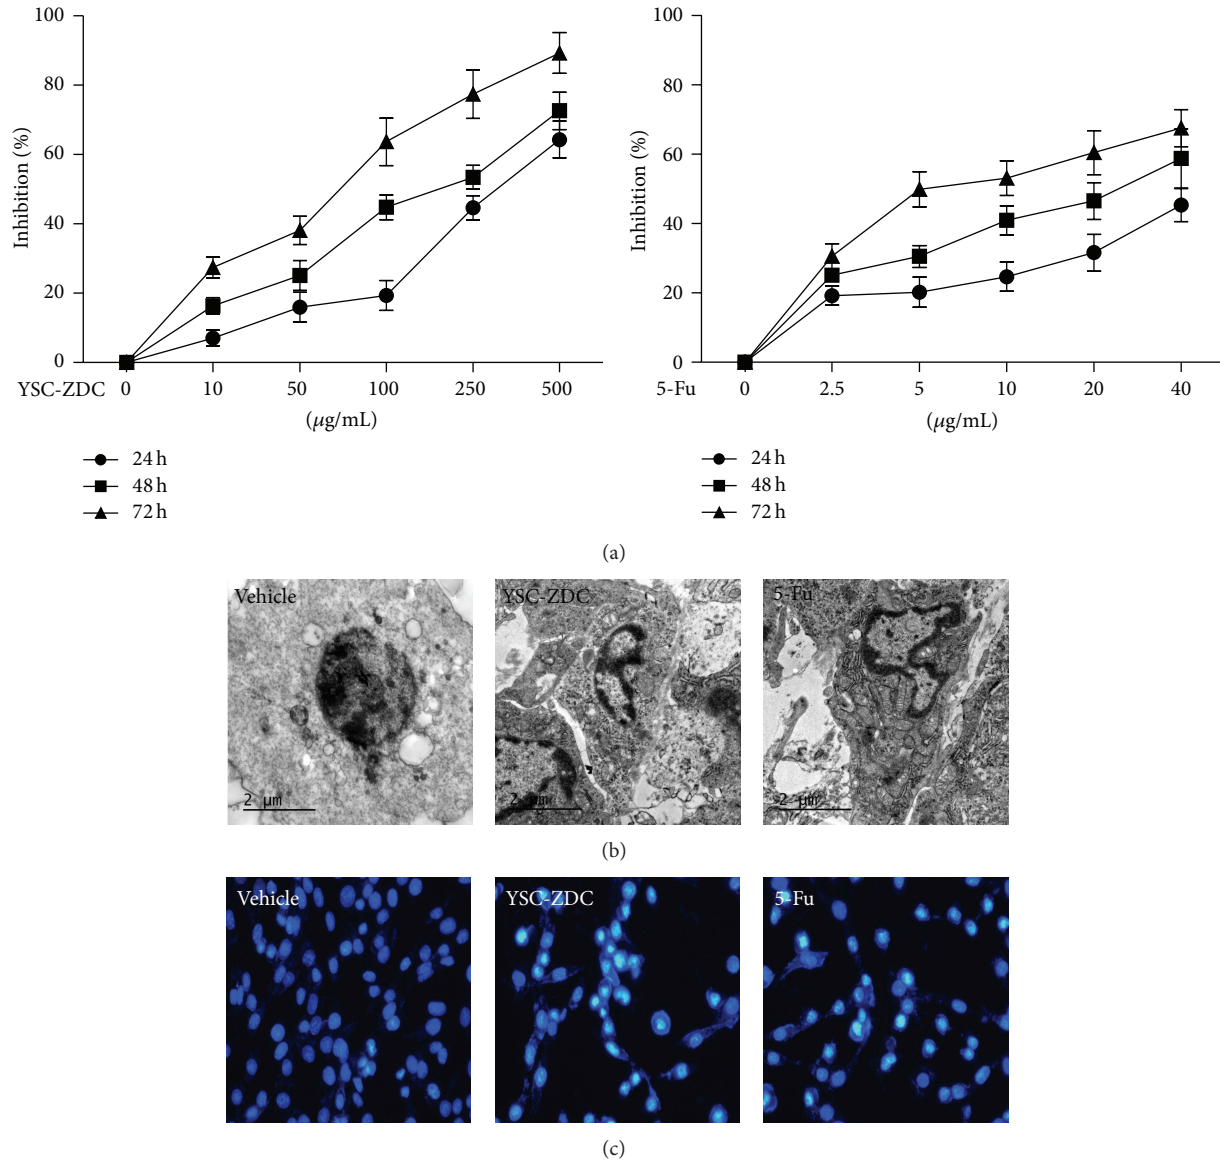 100
80
60
40
20
0
Inhibition (%)
YSC-ZDC 0 10 50 100 250 500
(μg/mL)
24 h
48 h
72 h
100
80
60
40
20
0
Inhibition (%)
5-Fu 0 2.5 5 10 20 40
(μg/mL)
24 h
48 h
72 h
(a)
Vehicle YSC-ZDC 5-Fu
2 μm 2 μm 2 μm
(b)
Vehicle YSC-ZDC 5-Fu
(c)